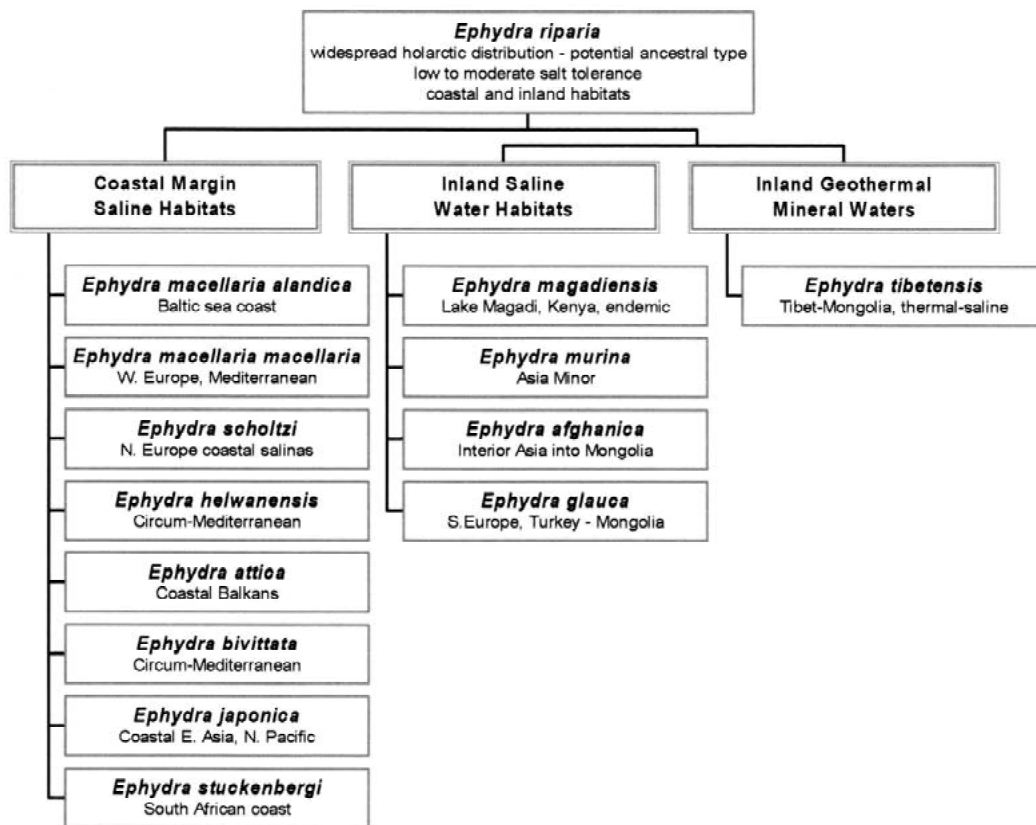 Ephydra riparia
widespread holarctic distribution - potential ancestral type
low to moderate salt tolerance
coastal and inland habitats
Coastal Margin
Saline Habitats
Inland Saline
Water Habitats
Inland Geothermal
Mineral Waters
Ephydra macellaria alandica
Baltic sea coast
Ephydra macellaria macellaria
W. Europe, Mediterranean
Ephydra scholtzi
N. Europe coastal salinas
Ephydra helwanensis
Circum-Mediterranean
Ephydra attica
Coastal Balkans
Ephydra bivittata
Circum-Mediterranean
Ephydra japonica
Coastal E. Asia, N. Pacific
Ephydra stuckenbergi
South African coast
Ephydra magadiensis
Lake Magadi, Kenya, endemic
Ephydra murina
Asia Minor
Ephydra afghanica
Interior Asia into Mongolia
Ephydra glauca
S.Europe, Turkey - Mongolia
Ephydra tibetensis
Tibet-Mongolia, thermal-saline